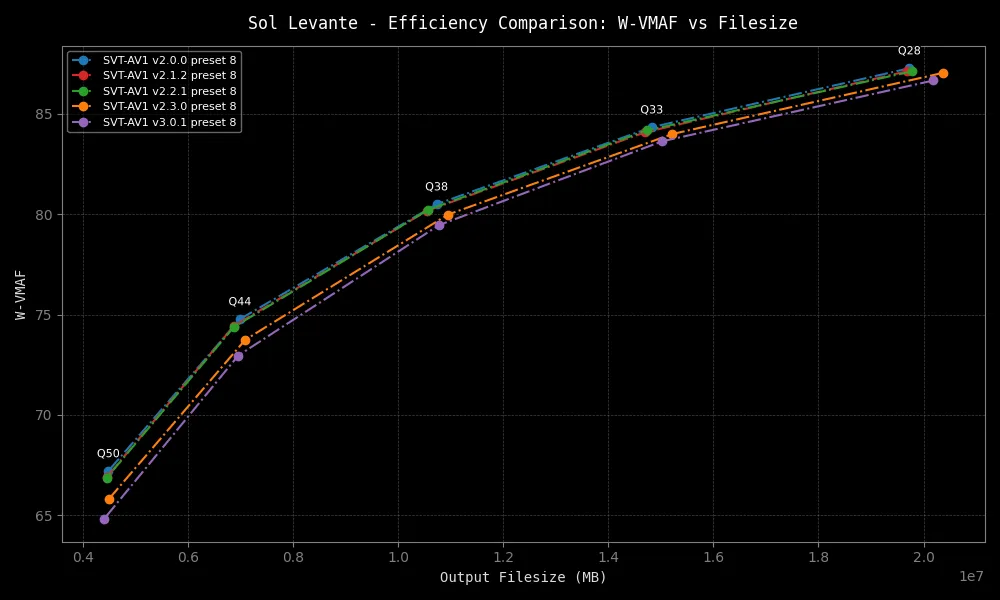 Sol Levante - Efficiency Comparison: W-VMAF vs Filesize
SVT-AV1 v2.0.0 preset 8
SVT-AV1 v2.1.2 preset 8
SVT-AV1 v2.2.1 preset 8
SVT-AV1 v2.3.0 preset 8
SVT-AV1 v3.0.1 preset 8
Q28
Q33
Q38
Q44
Q50
W-VMAF
85
80
75
70
65
0.4 0.6 0.8 1.0 1.2 1.4 1.6 1.8 2.0
1e7
Output Filesize (MB)